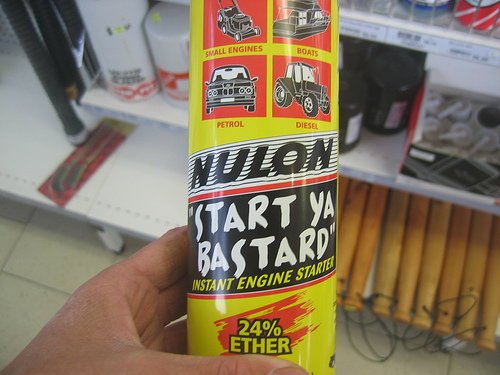 SMALL ENGINES
BOATS
PETROL
DIESEL
NULON
"START YA
BASTARD"
INSTANT ENGINE STARTER
24%
ETHER